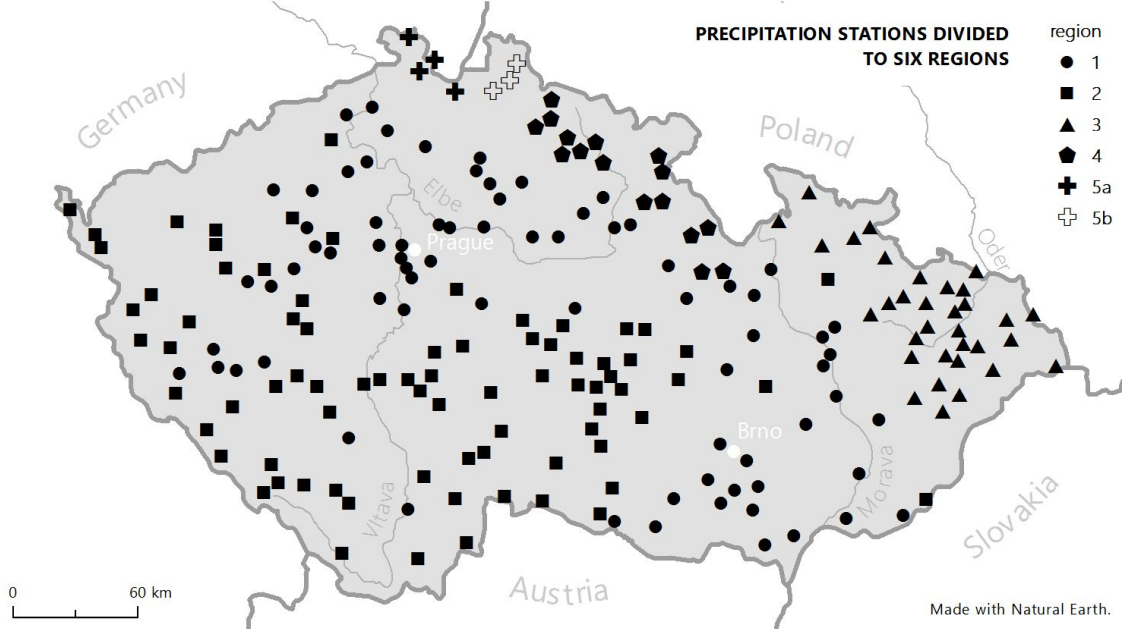 PRECIPITATION STATIONS DIVIDED
TO SIX REGIONS
region
1
2
3
4
5a
5b
Germany
Poland
Elbe
Prague
Oder
Brno
Vltava
Morava
Slovakia
Austria
0 60 km
Made with Natural Earth.